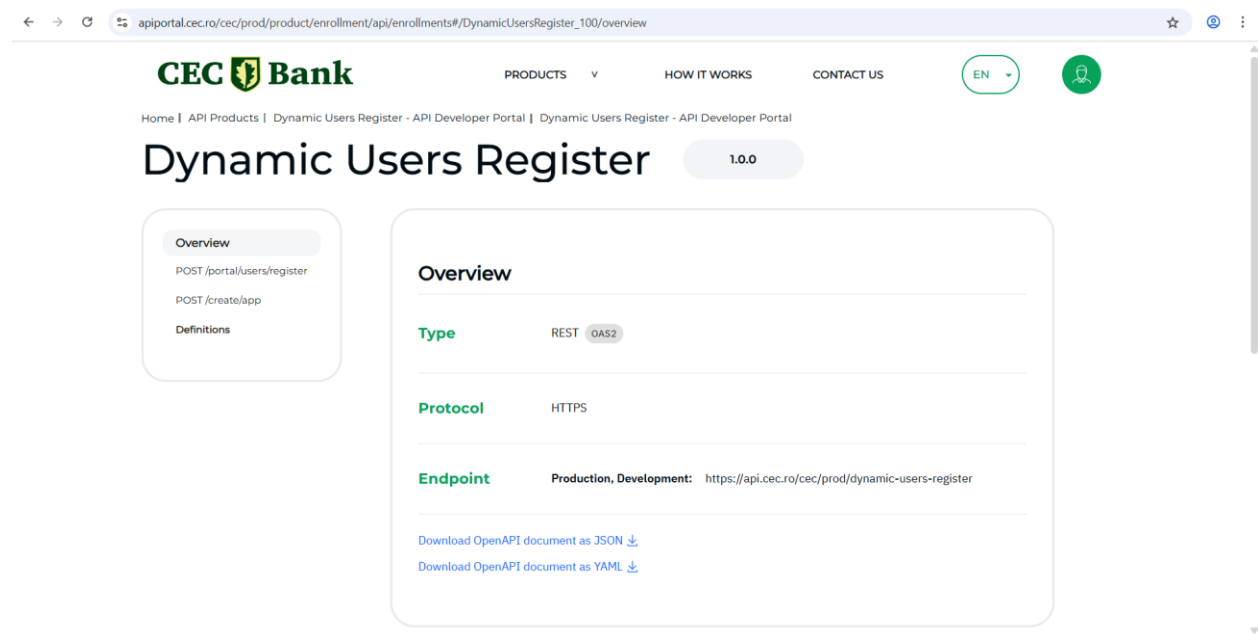 apiportal.cec.ro/cec/prod/product/enrollment/api/enrollments#/DynamicUsersRegister_100/overview
CEC Bank
PRODUCTS v HOW IT WORKS CONTACT US EN
Home | API Products | Dynamic Users Register - API Developer Portal | Dynamic Users Register - API Developer Portal
Dynamic Users Register 1.0.0
Overview
POST /portal/users/register
POST /create/app
Definitions
Overview
Type REST OAS2
Protocol HTTPS
Endpoint Production, Development: https://api.cec.ro/cec/prod/dynamic-users-register
Download OpenAPI document as JSON
Download OpenAPI document as YAML